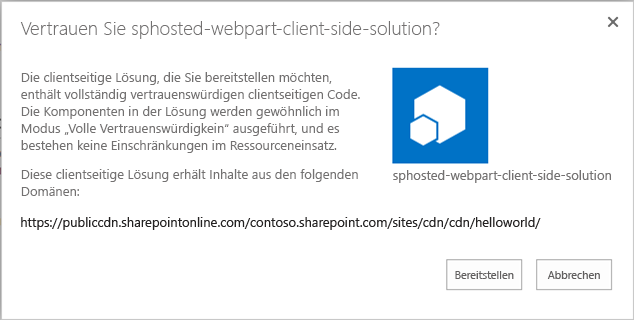 Vertrauen Sie sphosted-webpart-client-side-solution?
Die clientseitige Lösung, die Sie bereitstellen möchten,
enthält vollständig vertrauenswürdigen clientseitigen Code.
Die Komponenten in der Lösung werden gewöhnlich im
Modus „Volle Vertrauenswürdigkein“ ausgeführt, und es
bestehen keine Einschränkungen im Ressourceneinsatz.
sphosted-webpart-client-side-solution
Diese clientseitige Lösung erhält Inhalte aus den folgenden
Domänen:
https://publiccdn.sharepointonline.com/contoso.sharepoint.com/sites/cdn/cdn/helloworld/
Bereitstellen
Abbrechen